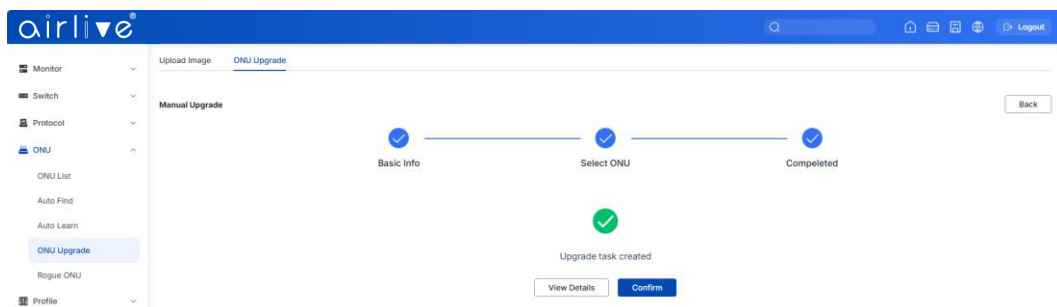 airlive®
Logout
Monitor
Switch
Protocol
ONU
ONU List
Auto Find
Auto Learn
ONU Upgrade
Rogue ONU
Profile
Upload Image ONU Upgrade
Manual Upgrade
Back
Basic Info Select ONU Compeleted
Upgrade task created
View Details Confirm